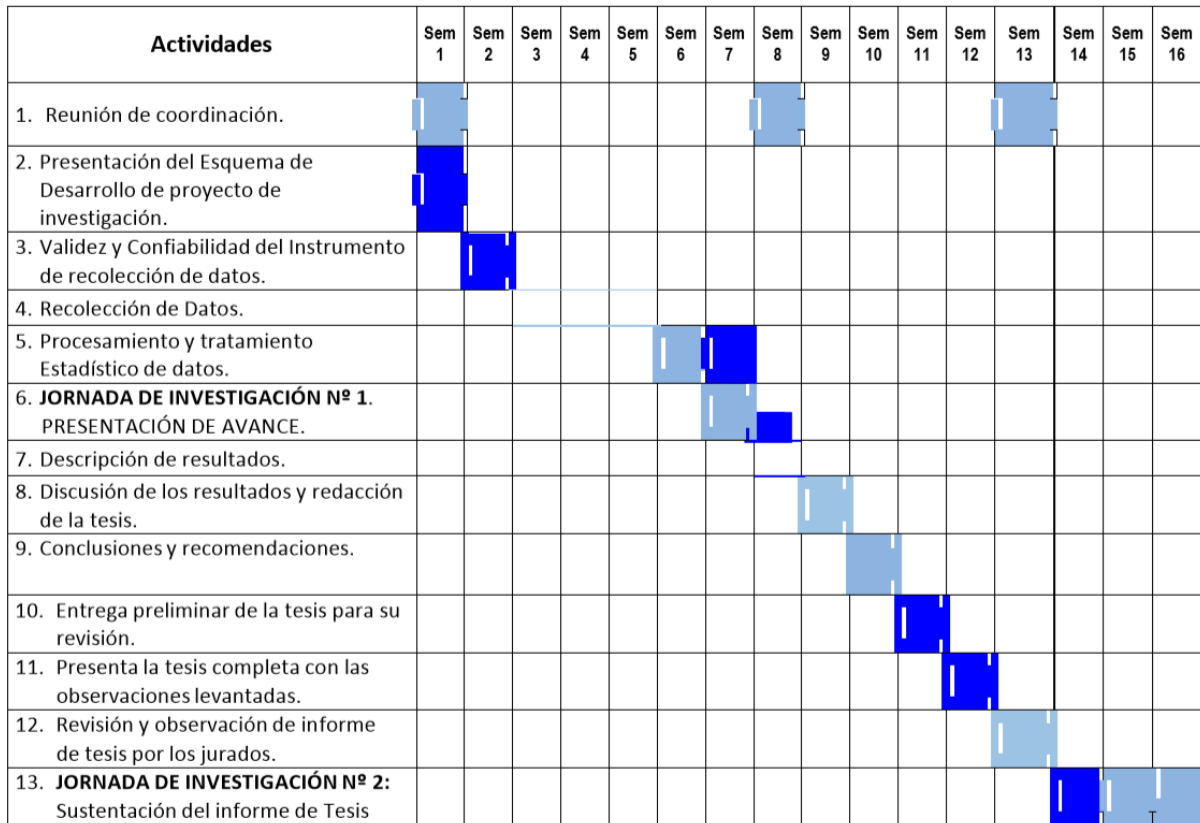 Actividades
Sem 1
Sem 2
Sem 3
Sem 4
Sem 5
Sem 6
Sem 7
Sem 8
Sem 9
Sem 10
Sem 11
Sem 12
Sem 13
Sem 14
Sem 15
Sem 16
1. Reunión de coordinación.
2. Presentación del Esquema de
Desarrollo de proyecto de
investigación.
3. Validez y Confiabilidad del Instrumento
de recolección de datos.
4. Recolección de Datos.
5. Procesamiento y tratamiento
Estadístico de datos.
6. JORNADA DE INVESTIGACIÓN Nº 1.
PRESENTACIÓN DE AVANCE.
7. Descripción de resultados.
8. Discusión de los resultados y redacción
de la tesis.
9. Conclusiones y recomendaciones.
10. Entrega preliminar de la tesis para su
revisión.
11. Presenta la tesis completa con las
observaciones levantadas.
12. Revisión y observación de informe
de tesis por los jurados.
13. JORNADA DE INVESTIGACIÓN Nº 2:
Sustentación del informe de Tesis